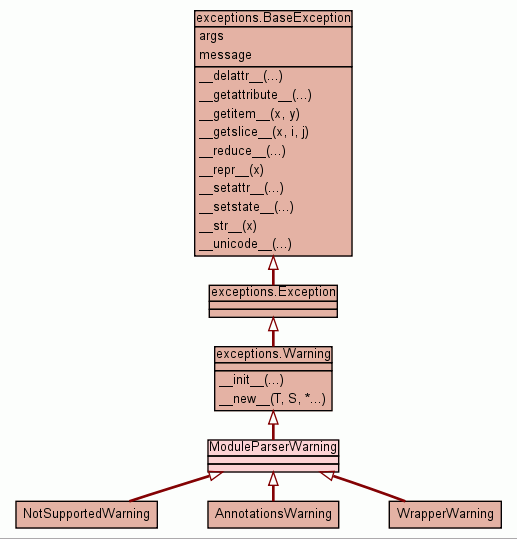 exceptions.BaseException
args
message
__delattr__(...)
__getattribute__(...)
__getitem__(x, y)
__getslice__(x, i, j)
__reduce__(...)
__repr__(x)
__setattr__(...)
__setstate__(...)
__str__(x)
__unicode__(...)
exceptions.Exception
exceptions.Warning
__init__(...)
__new__(T, S, *...)
ModuleParserWarning
NotSupportedWarning
AnnotationsWarning
WrapperWarning